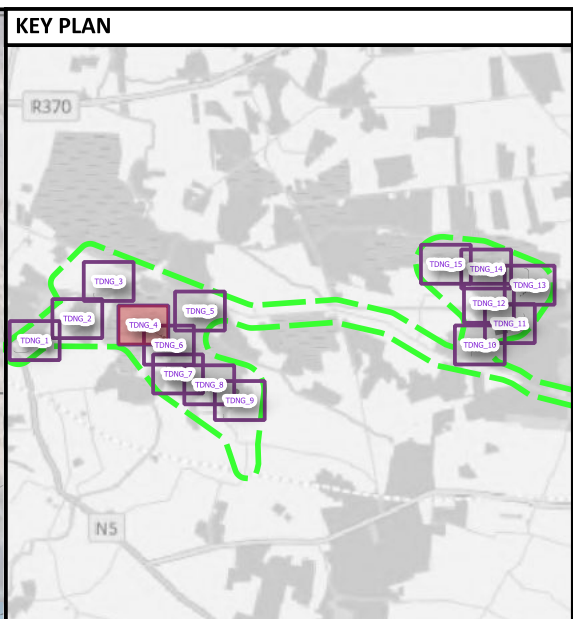 KEY PLAN
R370
TDNG_15
TDNG_14
TDNG_3
TDNG_13
TDNG_12
TDNG_5
TDNG_2
TDNG_4
TDNG_11
TDNG_1
TDNG_6
TDNG_10
TDNG_7
TDNG_8
TDNG_9
N5